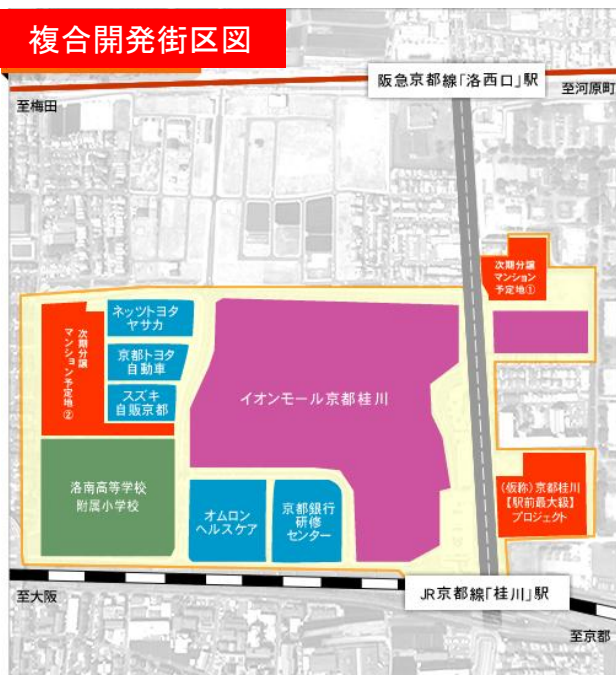 複合開発街区図
阪急京都線「洛西口」駅
至梅田
至河原町
次期分譲
マンション
予定地①
次期分譲
マンション予定地②
ネッツトヨタ
ヤサカ
京都トヨタ
自動車
スズキ
自販京都
イオンモール京都桂川
洛南高等学校
附属小学校
オムロン
ヘルスケア
京都銀行
研修
センター
(仮称)京都桂川
【駅前最大級】
プロジェクト
至大阪
JR京都線「桂川」駅
至京都